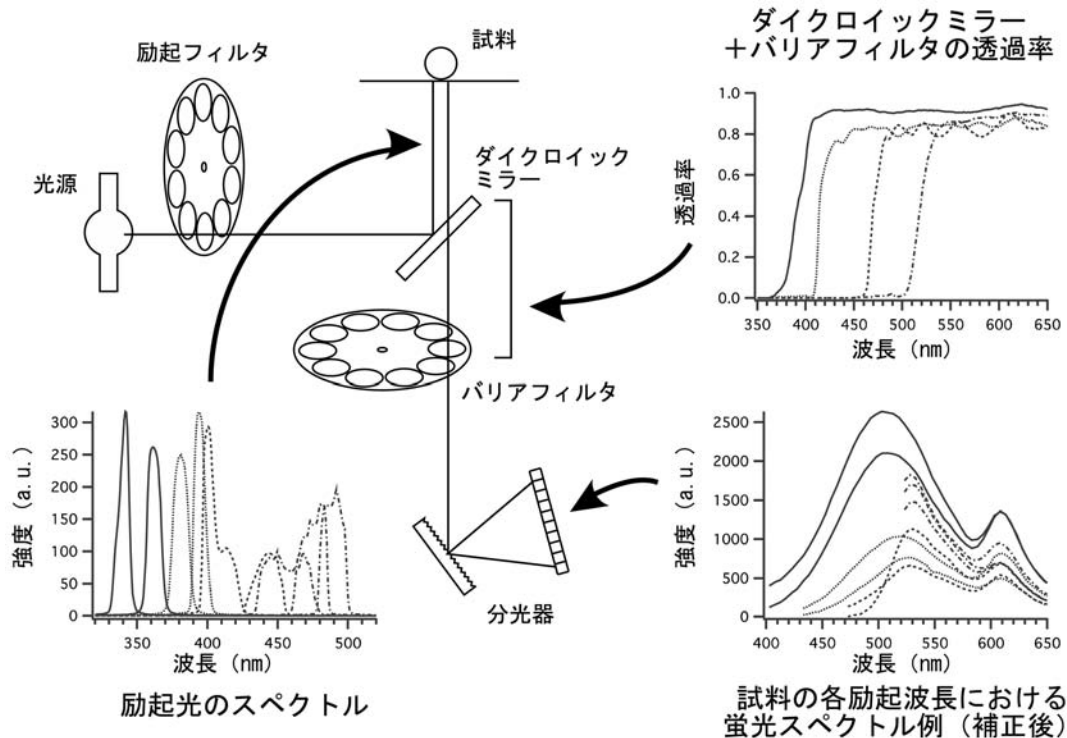 励起フィルタ
試料
光源
ダイクロイック
ミラー
バリアフィルタ
分光器
ダイクロイックミラー
+バリアフィルタの透過率
透過率
1.0
0.8
0.6
0.4
0.2
0.0
350 400 450 500 550 600 650
波長 (nm)
強度 (a.u.)
300
250
200
150
100
50
0
350 400 450 500
波長 (nm)
励起光のスペクトル
強度 (a.u.)
2500
2000
1500
1000
500
0
400 450 500 550 600 650
波長 (nm)
試料の各励起波長における
蛍光スペクトル例(補正後)